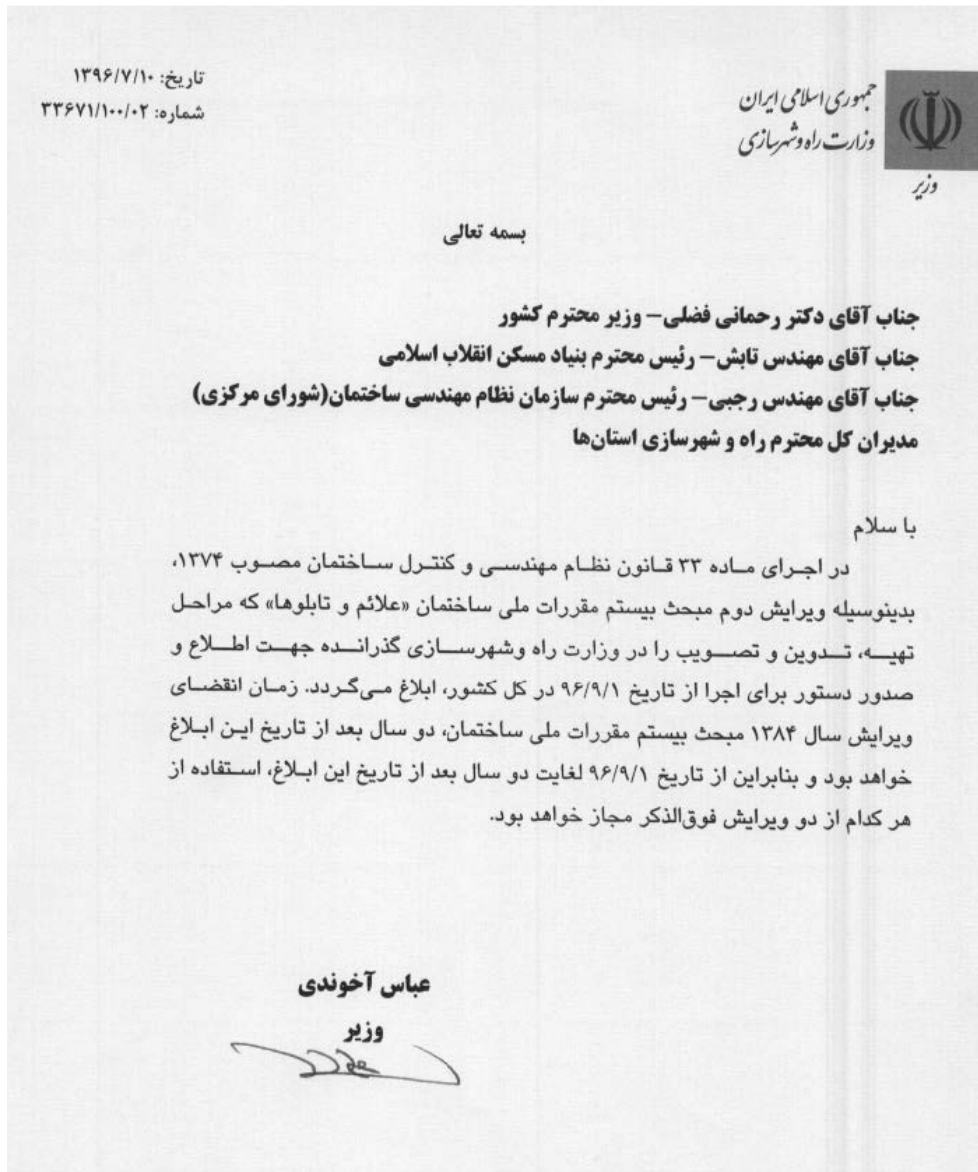 تاریخ: ۱۳۹۶/۷/۱۰
شماره: ۳۳۶۷۱/۱۰۰/۰۲
جمهوری اسلامی ایران
وزارت راه و شهرسازی
وزیر
بسمه تعالی
جناب آقای دکتر رحمانی فضلی– وزیر محترم کشور
جناب آقای مهندس تابش– رئیس محترم بنیاد مسکن انقلاب اسلامی
جناب آقای مهندس رجبی– رئیس محترم سازمان نظام مهندسی ساختمان(شورای مرکزی)
مدیران کل محترم راه و شهرسازی استان‌ها
با سلام
در اجرای ماده ۳۳ قانون نظام مهندسی و کنترل ساختمان مصوب ۱۳۷۴،
بدینوسیله ویرایش دوم مبحث بیستم مقررات ملی ساختمان «علائم و تابلوها» که مراحل
تهیه، تدوین و تصویب را در وزارت راه وشهرسازی گذرانده جهت اطلاع و
صدور دستور برای اجرا از تاریخ ۹۶/۹/۱ در کل کشور، ابلاغ می‌گردد. زمان انقضای
ویرایش سال ۱۳۸۴ مبحث بیستم مقررات ملی ساختمان، دو سال بعد از تاریخ این ابلاغ
خواهد بود و بنابراین از تاریخ ۹۶/۹/۱ لغایت دو سال بعد از تاریخ این ابلاغ، استفاده از
هر کدام از دو ویرایش فوق‌الذکر مجاز خواهد بود.
عباس آخوندی
وزیر